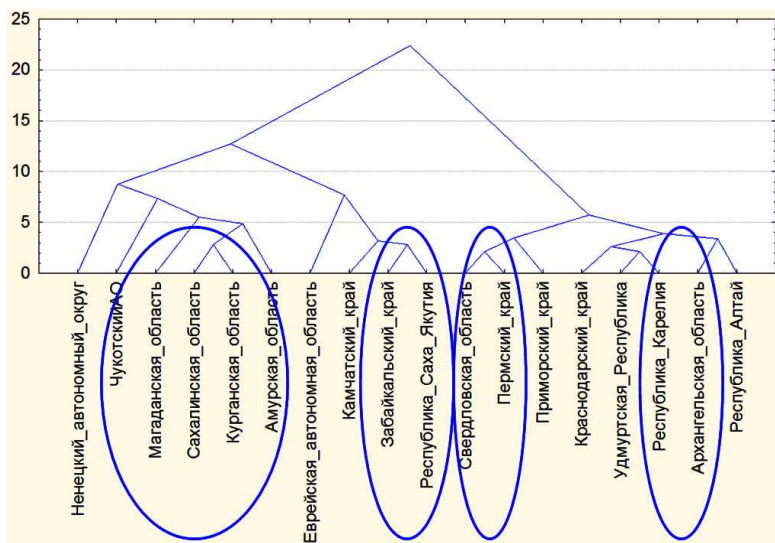 25
20
15
10
5
0
Ненецкий_автономный_округ
ЧукотскийАО
Магаданская_область
Сахалинская_область
Курганская_область
Амурская_область
Еврейская_автономная_область
Камчатский_край
Забайкальский_край
Республика_Саха_Якутия
Свердловская_область
Пермский_край
Приморский_край
Краснодарский_край
Удмуртская_Республика
Республика_Карелия
Архангельская_область
Республика_Алтай